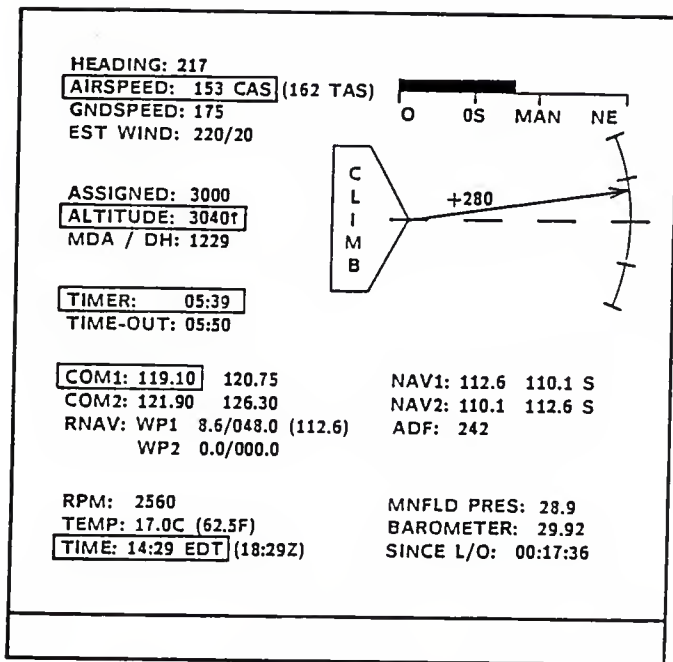 HEADING: 217
AIRSPEED: 153 CAS (162 TAS)
GNDSPEED: 175
EST WIND: 220/20
O 0S MAN NE
ASSIGNED: 3000
ALTITUDE: 3040↑
MDA / DH: 1229
CLIMB
+280
TIMER: 05:39
TIME-OUT: 05:50
COM1: 119.10 120.75
COM2: 121.90 126.30
RNAV: WP1 8.6/048.0 (112.6)
WP2 0.0/000.0
NAV1: 112.6 110.1 S
NAV2: 110.1 112.6 S
ADF: 242
RPM: 2560
TEMP: 17.0C (62.5F)
TIME: 14:29 EDT (18:29Z)
MNFLD PRES: 28.9
BAROMETER: 29.92
SINCE L/O: 00:17:36